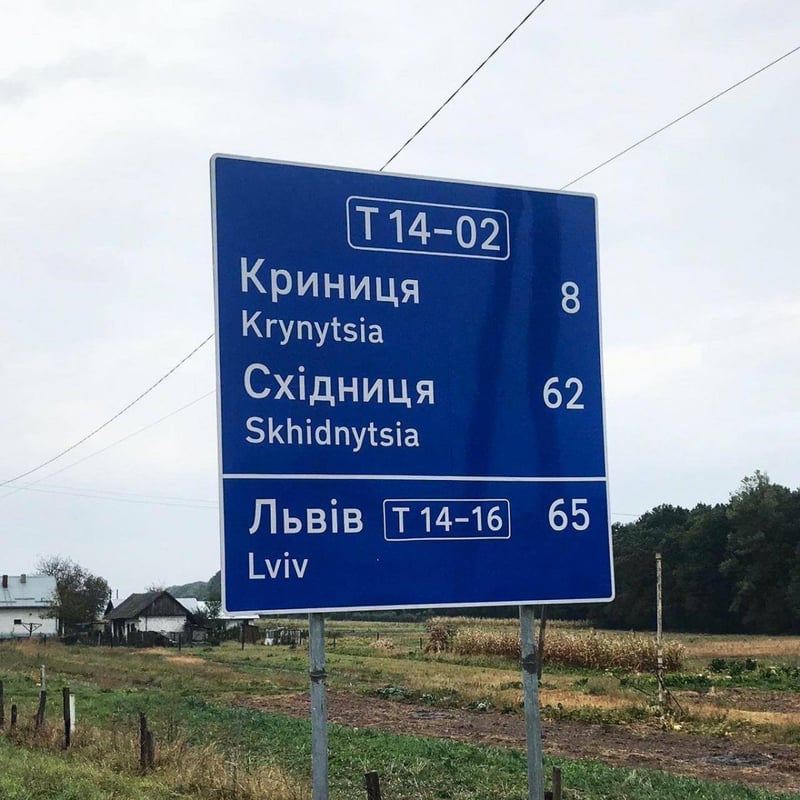 Т 14-02
Криниця 8
Krynytsia
Східниця 62
Skhidnytsia
Львів Т 14-16 65
Lviv